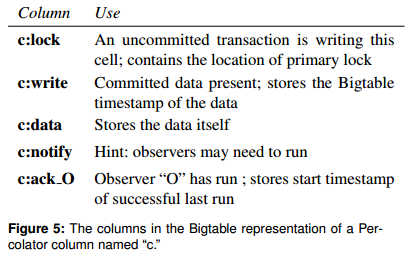 Column Use
c:lock An uncommitted transaction is writing this
cell; contains the location of primary lock
c:write Committed data present; stores the Bigtable
timestamp of the data
c:data Stores the data itself
c:notify Hint: observers may need to run
c:ack_O Observer “O” has run ; stores start timestamp
of successful last run
Figure 5: The columns in the Bigtable representation of a Per-
colator column named “c.”